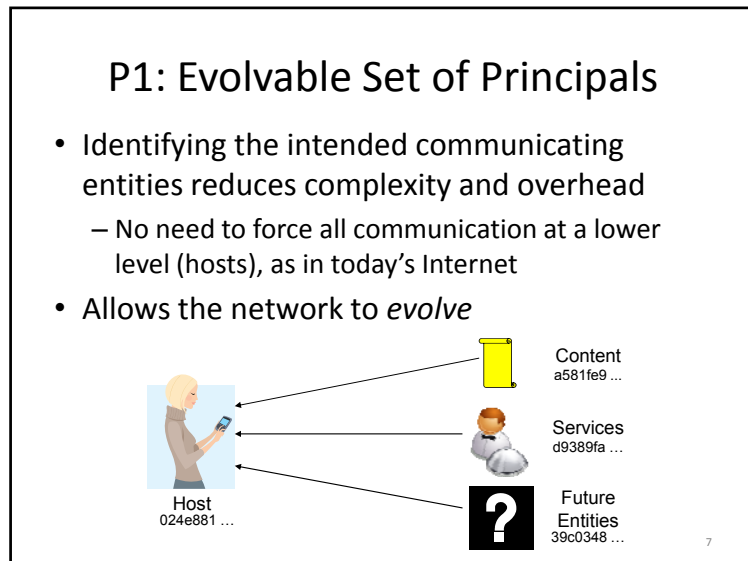 P1: Evolvable Set of Principals
• Identifying the intended communicating
entities reduces complexity and overhead
– No need to force all communication at a lower
level (hosts), as in today's Internet
• Allows the network to evolve
Content
a581fe9 ...
Services
d9389fa …
?
Future
Entities
39c0348 …
Host
024e881 …
7